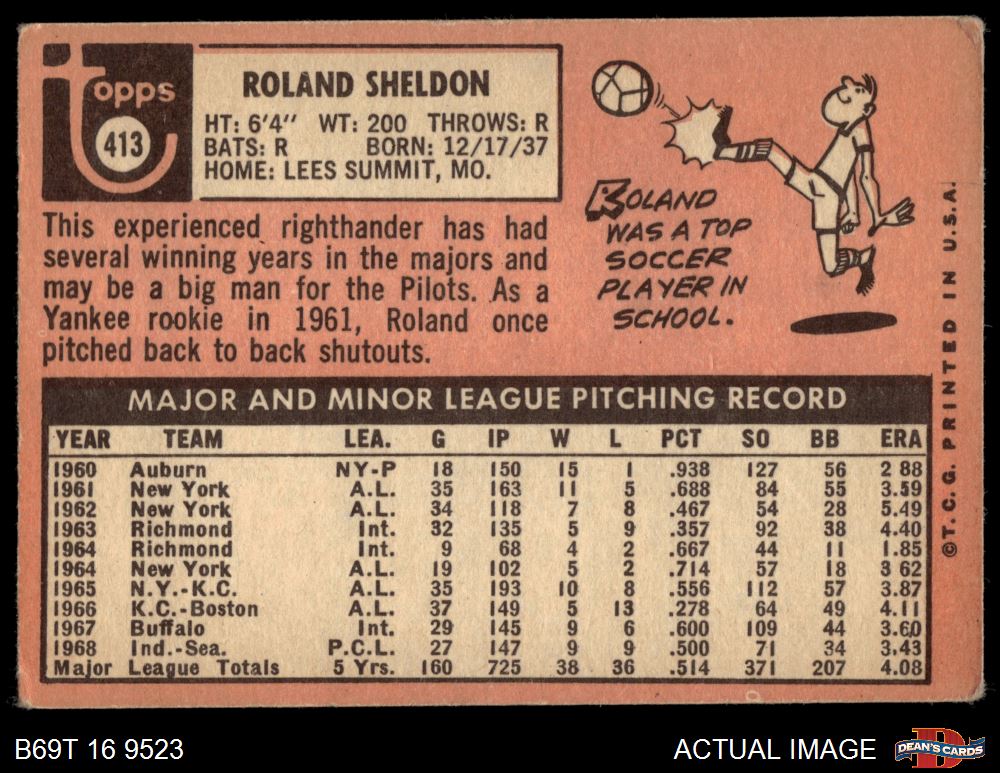 Topps
413
ROLAND SHELDON
HT: 6'4" WT: 200 THROWS: R
BATS: R BORN: 12/17/37
HOME: LEES SUMMIT, MO.
This experienced righthander has had
several winning years in the majors and
may be a big man for the Pilots. As a
Yankee rookie in 1961, Roland once
pitched back to back shutouts.
ROLAND
WAS A TOP
SOCCER
PLAYER IN
SCHOOL.
MAJOR AND MINOR LEAGUE PITCHING RECORD
YEAR TEAM LEA. G IP W L PCT SO BB ERA
1960 Auburn NY-P 18 150 15 1 .938 127 56 2 88
1961 New York A.L. 35 163 11 5 .688 84 55 3.59
1962 New York A.L. 34 118 7 8 .467 54 28 5.49
1963 Richmond Int. 32 135 5 9 .357 92 38 4.40
1964 Richmond Int. 9 68 4 2 .667 44 11 1.85
1964 New York A.L. 19 102 5 2 .714 57 18 3 62
1965 N.Y.-K.C. A.L. 35 193 10 8 .556 112 57 3.87
1966 K.C.-Boston A.L. 37 149 5 13 .278 64 49 4.11
1967 Buffalo Int. 29 145 9 6 .600 109 44 3.60
1968 Ind.-Sea. P.C.L. 27 147 9 9 .500 71 34 3.43
Major League Totals 5 Yrs. 160 725 38 36 .514 371 207 4.08
©T.C.G. PRINTED IN U.S.A.
B69T 16 9523
ACTUAL IMAGE
D
DEAN'S CARDS